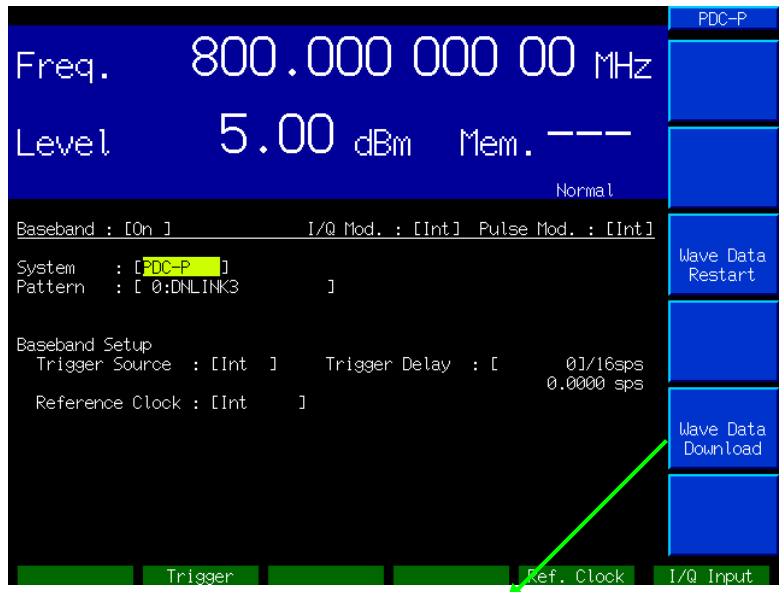 PDC-P
Freq. 800.000 000 00 MHz
Level 5.00 dBm Mem. ---
Normal
Baseband : [On ] I/Q Mod. : [Int] Pulse Mod. : [Int]
System : [PDC-P ]
Pattern : [ 0:DNLINK3 ]
Wave Data
Restart
Baseband Setup
Trigger Source : [Int ] Trigger Delay : [ 0]/16sps
0.0000 sps
Reference Clock : [Int ]
Wave Data
Download
Trigger Ref. Clock I/Q Input